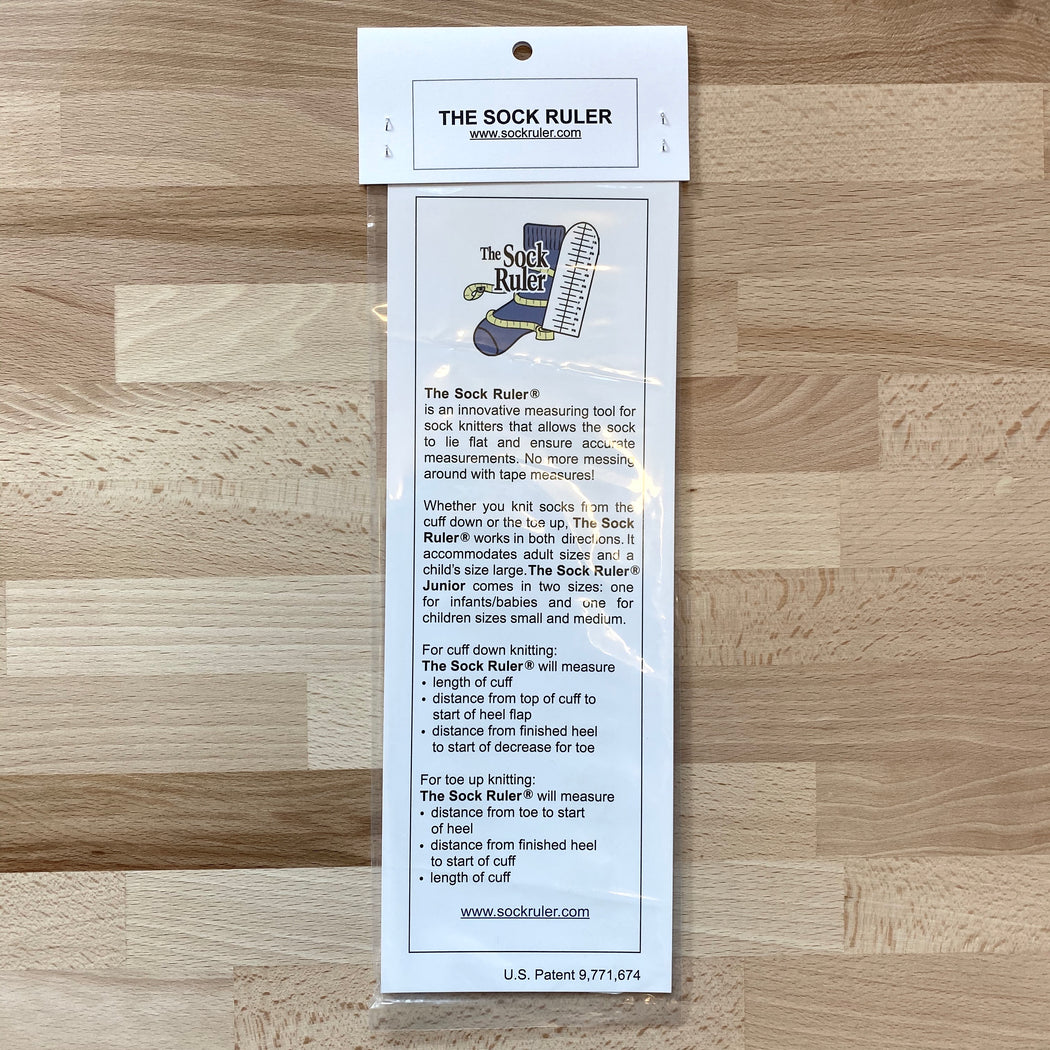 THE SOCK RULER
www.sockruler.com
The Sock
Ruler
The Sock Ruler®
is an innovative measuring tool for
sock knitters that allows the sock
to lie flat and ensure accurate
measurements. No more messing
around with tape measures!
Whether you knit socks from the
cuff down or the toe up, The Sock
Ruler® works in both directions. It
accommodates adult sizes and a
child's size large. The Sock Ruler®
Junior comes in two sizes: one
for infants/babies and one for
children sizes small and medium.
For cuff down knitting:
The Sock Ruler® will measure
• length of cuff
• distance from top of cuff to
start of heel flap
• distance from finished heel
to start of decrease for toe
For toe up knitting:
The Sock Ruler® will measure
• distance from toe to start
of heel
• distance from finished heel
to start of cuff
• length of cuff
www.sockruler.com
U.S. Patent 9,771,674